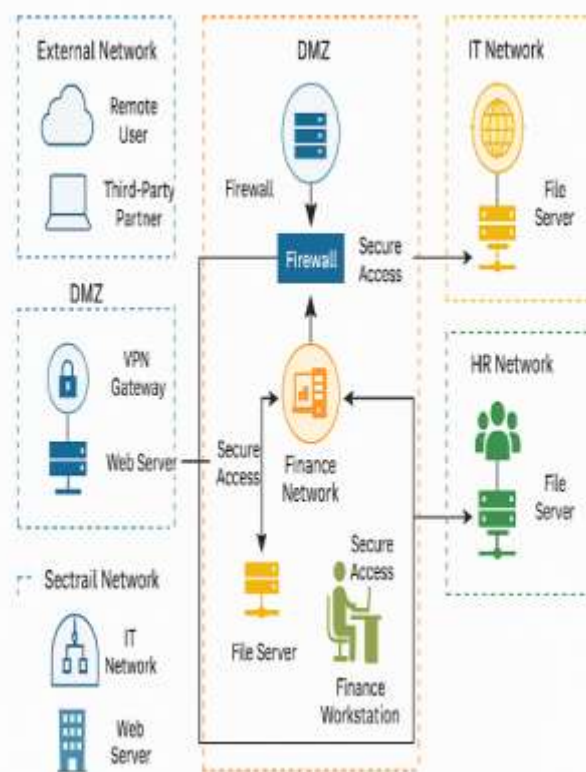 External Network
Remote
User
Third-Party
Partner
DMZ
VPN
Gateway
Web Server
Sectrail Network
IT
Network
Web
Server
DMZ
Firewall
Firewall
Secure
Access
Secure
Access
Finance
Network
File Server
Secure
Access
Finance
Workstation
IT Network
File
Server
HR Network
File
Server